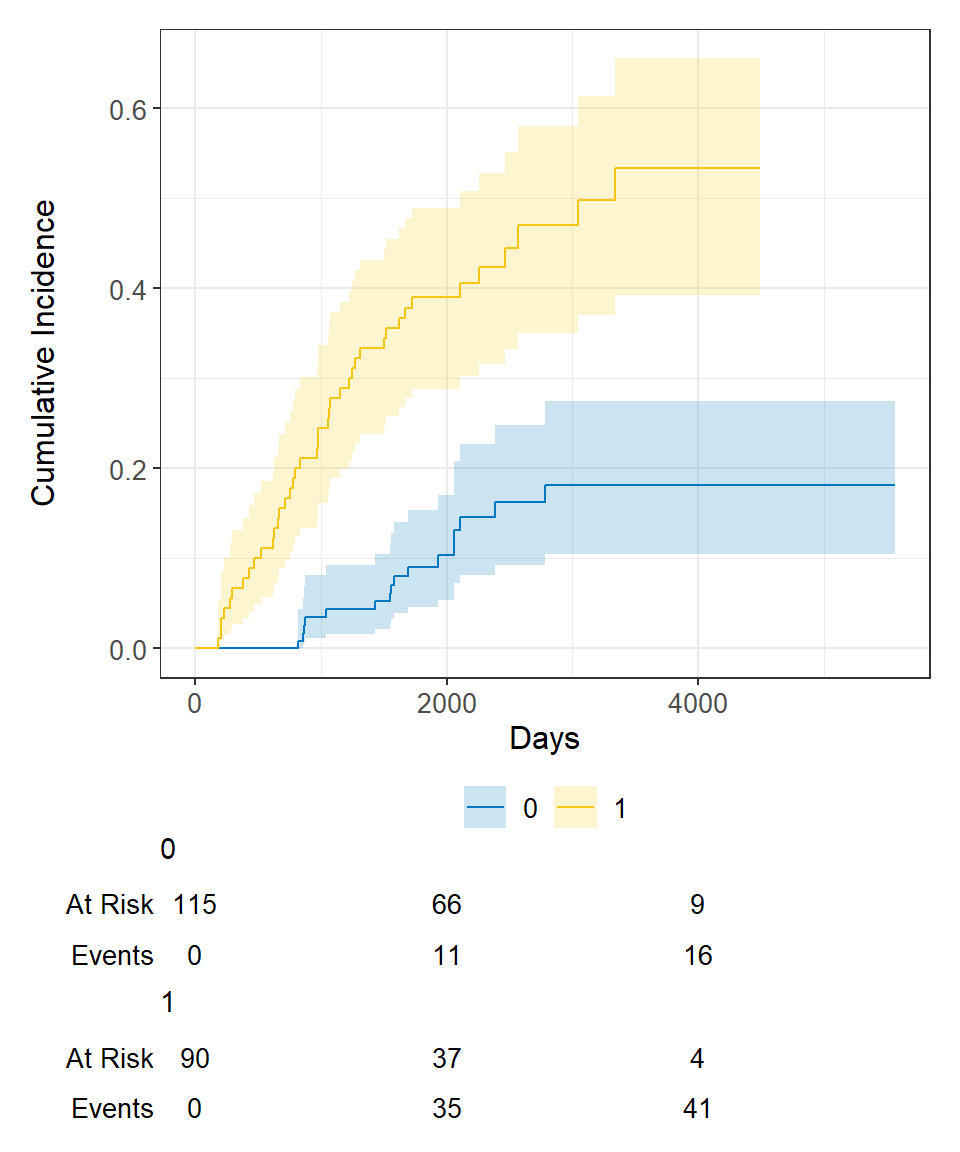 Cumulative Incidence
0.6
0.4
0.2
0.0
0 2000 4000
Days
0 1
0
At Risk 115 66 9
Events 0 11 16
1
At Risk 90 37 4
Events 0 35 41